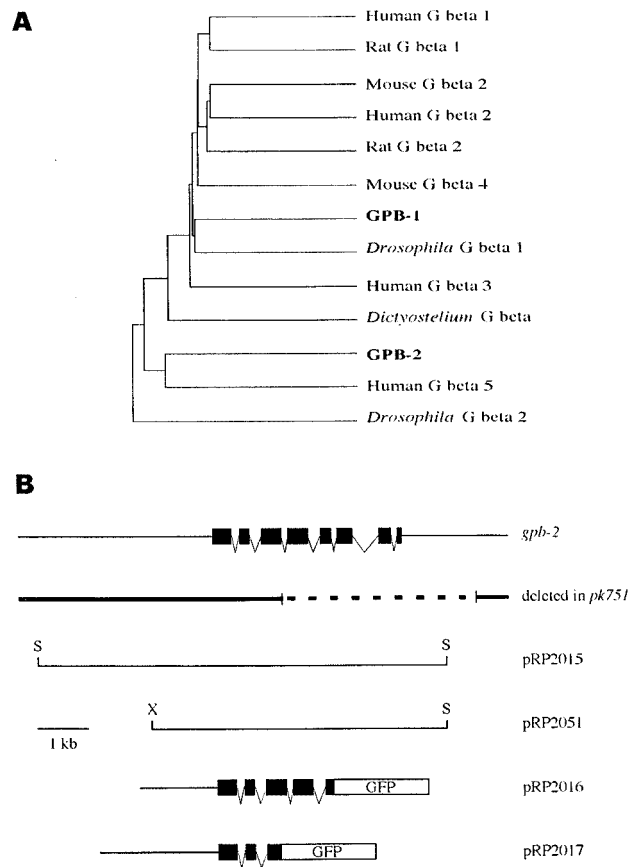 A
Human G beta 1
Rat G beta 1
Mouse G beta 2
Human G beta 2
Rat G beta 2
Mouse G beta 4
GPB-1
Drosophila G beta 1
Human G beta 3
Dictyostelium G beta
GPB-2
Human G beta 5
Drosophila G beta 2
B
gpb-2
deleted in pk751
S S
pRP2015
X S
pRP2051
1 kb
GFP
pRP2016
GFP
pRP2017